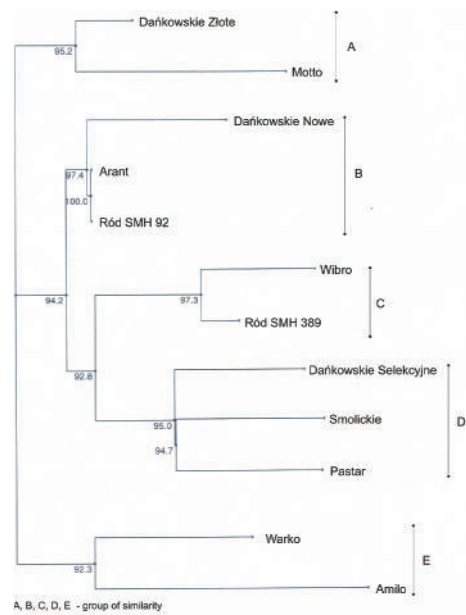 Dańkowskie Złote
A
95.2
Motto
Dańkowskie Nowe
97.4
Arant
B
100.0
Ród SMH 92
94.2
Wibro
97.3
C
Ród SMH 389
92.8
Dańkowskie Selekcyjne
95.0
Smolickie
D
94.7
Pastar
Warko
E
92.3
Amilo
A, B, C, D, E - group of similarity